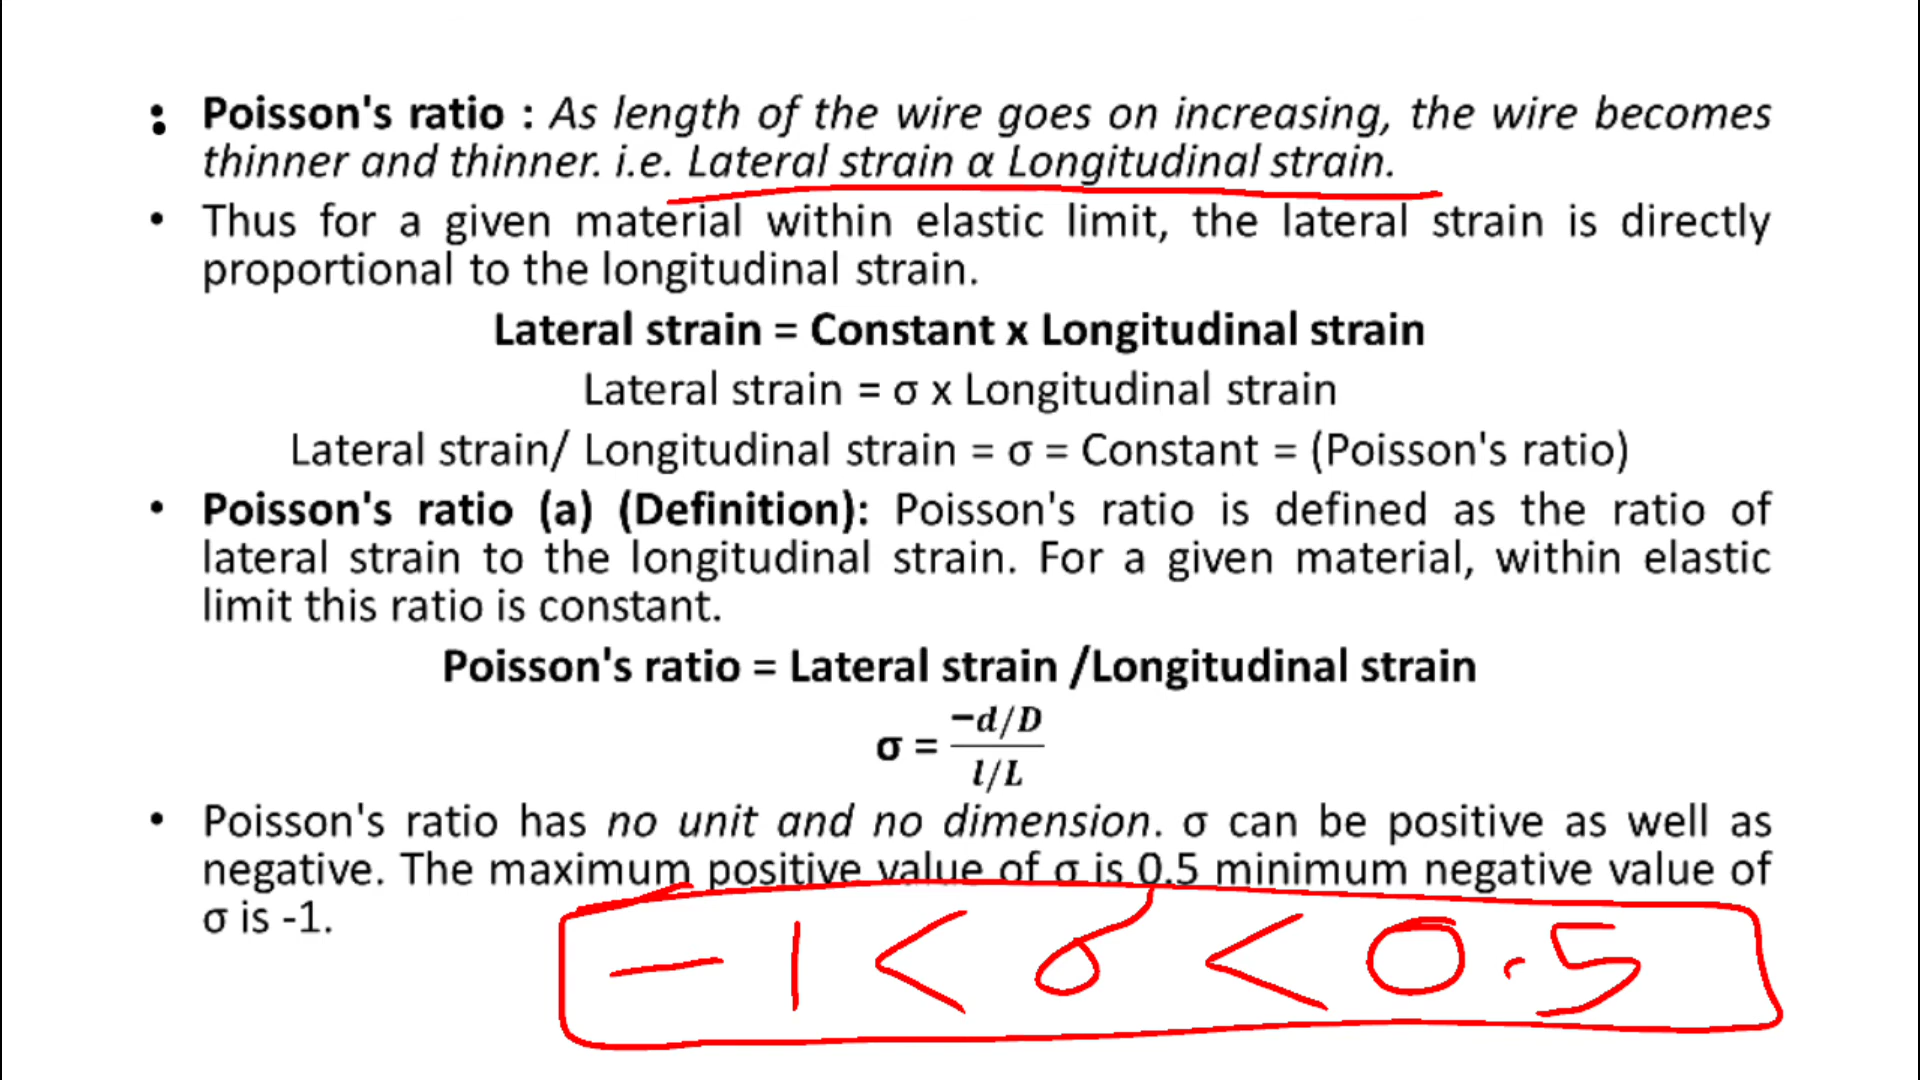 : Poisson's ratio : As length of the wire goes on increasing, the wire becomes
thinner and thinner. i.e. Lateral strain α Longitudinal strain.
• Thus for a given material within elastic limit, the lateral strain is directly
proportional to the longitudinal strain.
Lateral strain = Constant x Longitudinal strain
Lateral strain = σ x Longitudinal strain
Lateral strain/ Longitudinal strain = σ = Constant = (Poisson's ratio)
• Poisson's ratio (a) (Definition): Poisson's ratio is defined as the ratio of
lateral strain to the longitudinal strain. For a given material, within elastic
limit this ratio is constant.
Poisson's ratio = Lateral strain /Longitudinal strain
σ = −d/D
l/L
• Poisson's ratio has no unit and no dimension. σ can be positive as well as
negative. The maximum positive value of σ is 0.5 minimum negative value of
σ is -1.
− 1 < σ < 0.5